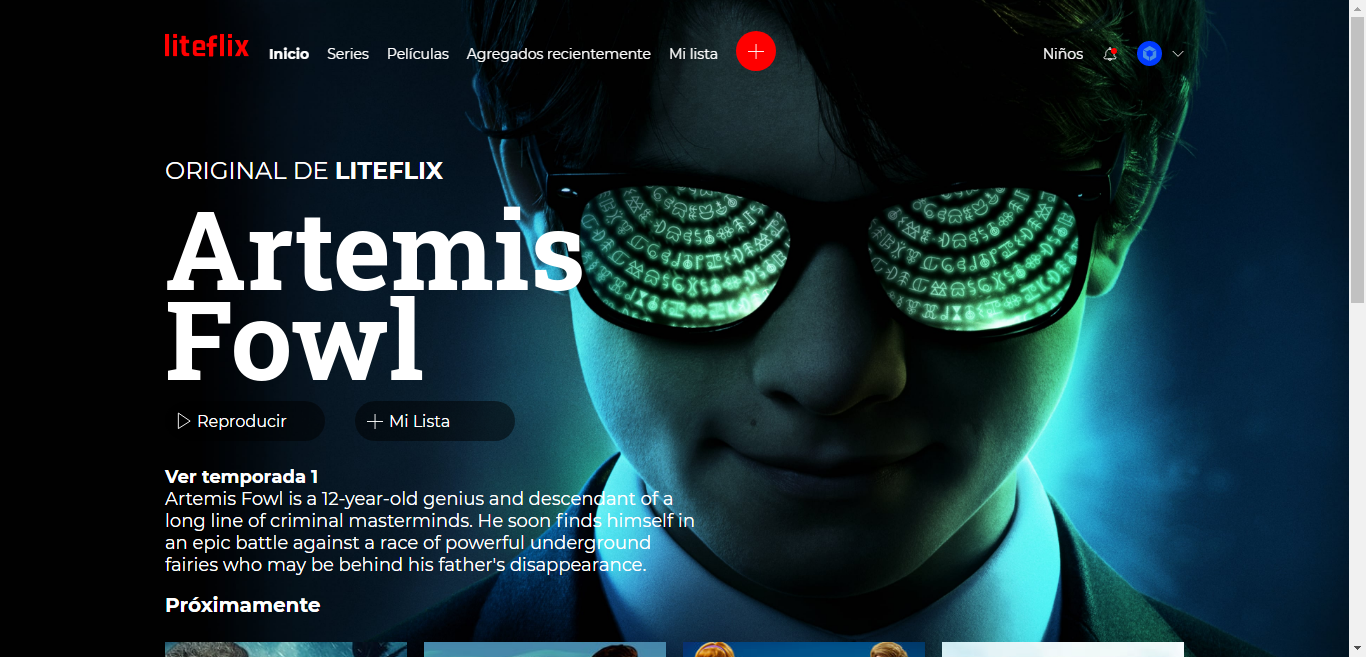 liteflix
Inicio Series Películas Agregados recientemente Mi lista
Niños
ORIGINAL DE LITEFLIX
Artemis
Fowl
Reproducir
Mi Lista
Ver temporada 1
Artemis Fowl is a 12-year-old genius and descendant of a
long line of criminal masterminds. He soon finds himself in
an epic battle against a race of powerful underground
fairies who may be behind his father's disappearance.
Próximamente